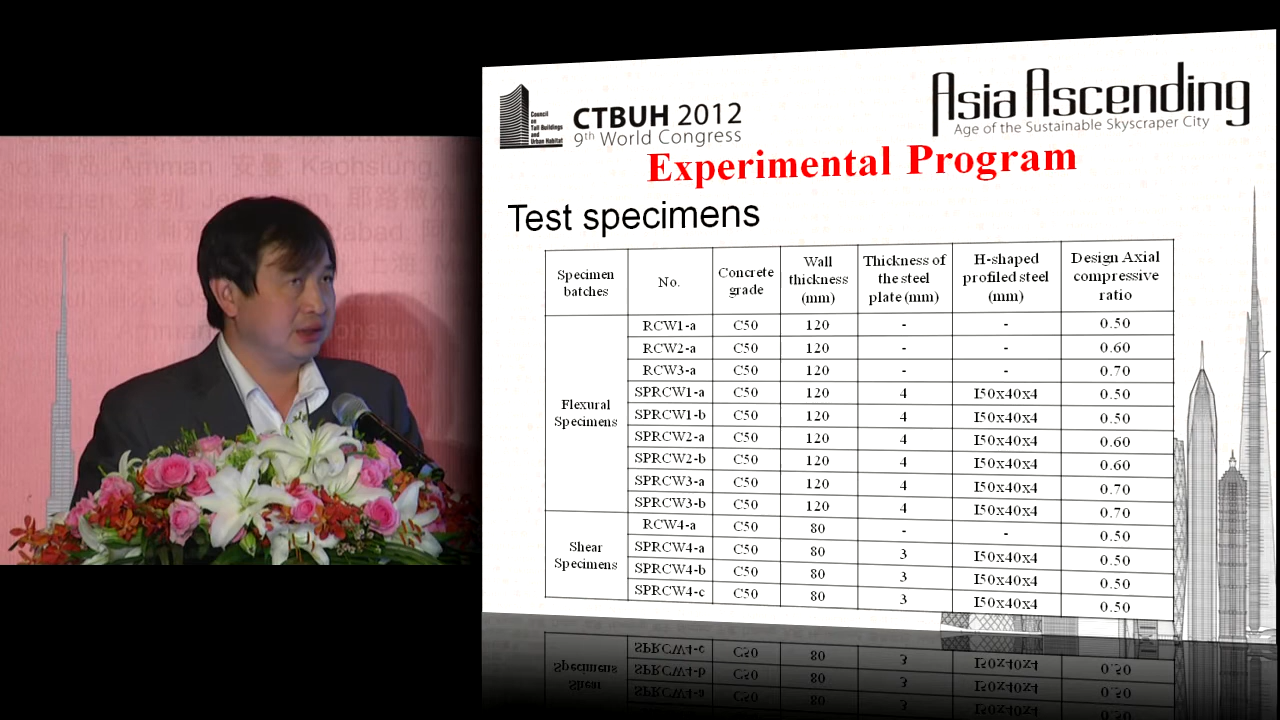 Amman, 安曼, Kaohsiung,
Council
on
Tall Buildings
and
Urban Habitat
CTBUH 2012
9th World Congress
Asia Ascending
Age of the Sustainable Skyscraper City
Experimental Program
Test specimens
Specimen batches No. Concrete grade Wall thickness (mm) Thickness of the steel plate (mm) H-shaped profiled steel (mm) Design Axial compressive ratio
Flexural Specimens
RCW1-a C50 120 - - 0.50
RCW2-a C50 120 - - 0.60
RCW3-a C50 120 - - 0.70
SPRCW1-a C50 120 4 I50x40x4 0.50
SPRCW1-b C50 120 4 I50x40x4 0.50
SPRCW2-a C50 120 4 I50x40x4 0.60
SPRCW2-b C50 120 4 I50x40x4 0.60
SPRCW3-a C50 120 4 I50x40x4 0.70
SPRCW3-b C50 120 4 I50x40x4 0.70
Shear Specimens
RCW4-a C50 80 - - 0.50
SPRCW4-a C50 80 3 I50x40x4 0.50
SPRCW4-b C50 80 3 I50x40x4 0.50
SPRCW4-c C50 80 3 I50x40x4 0.50